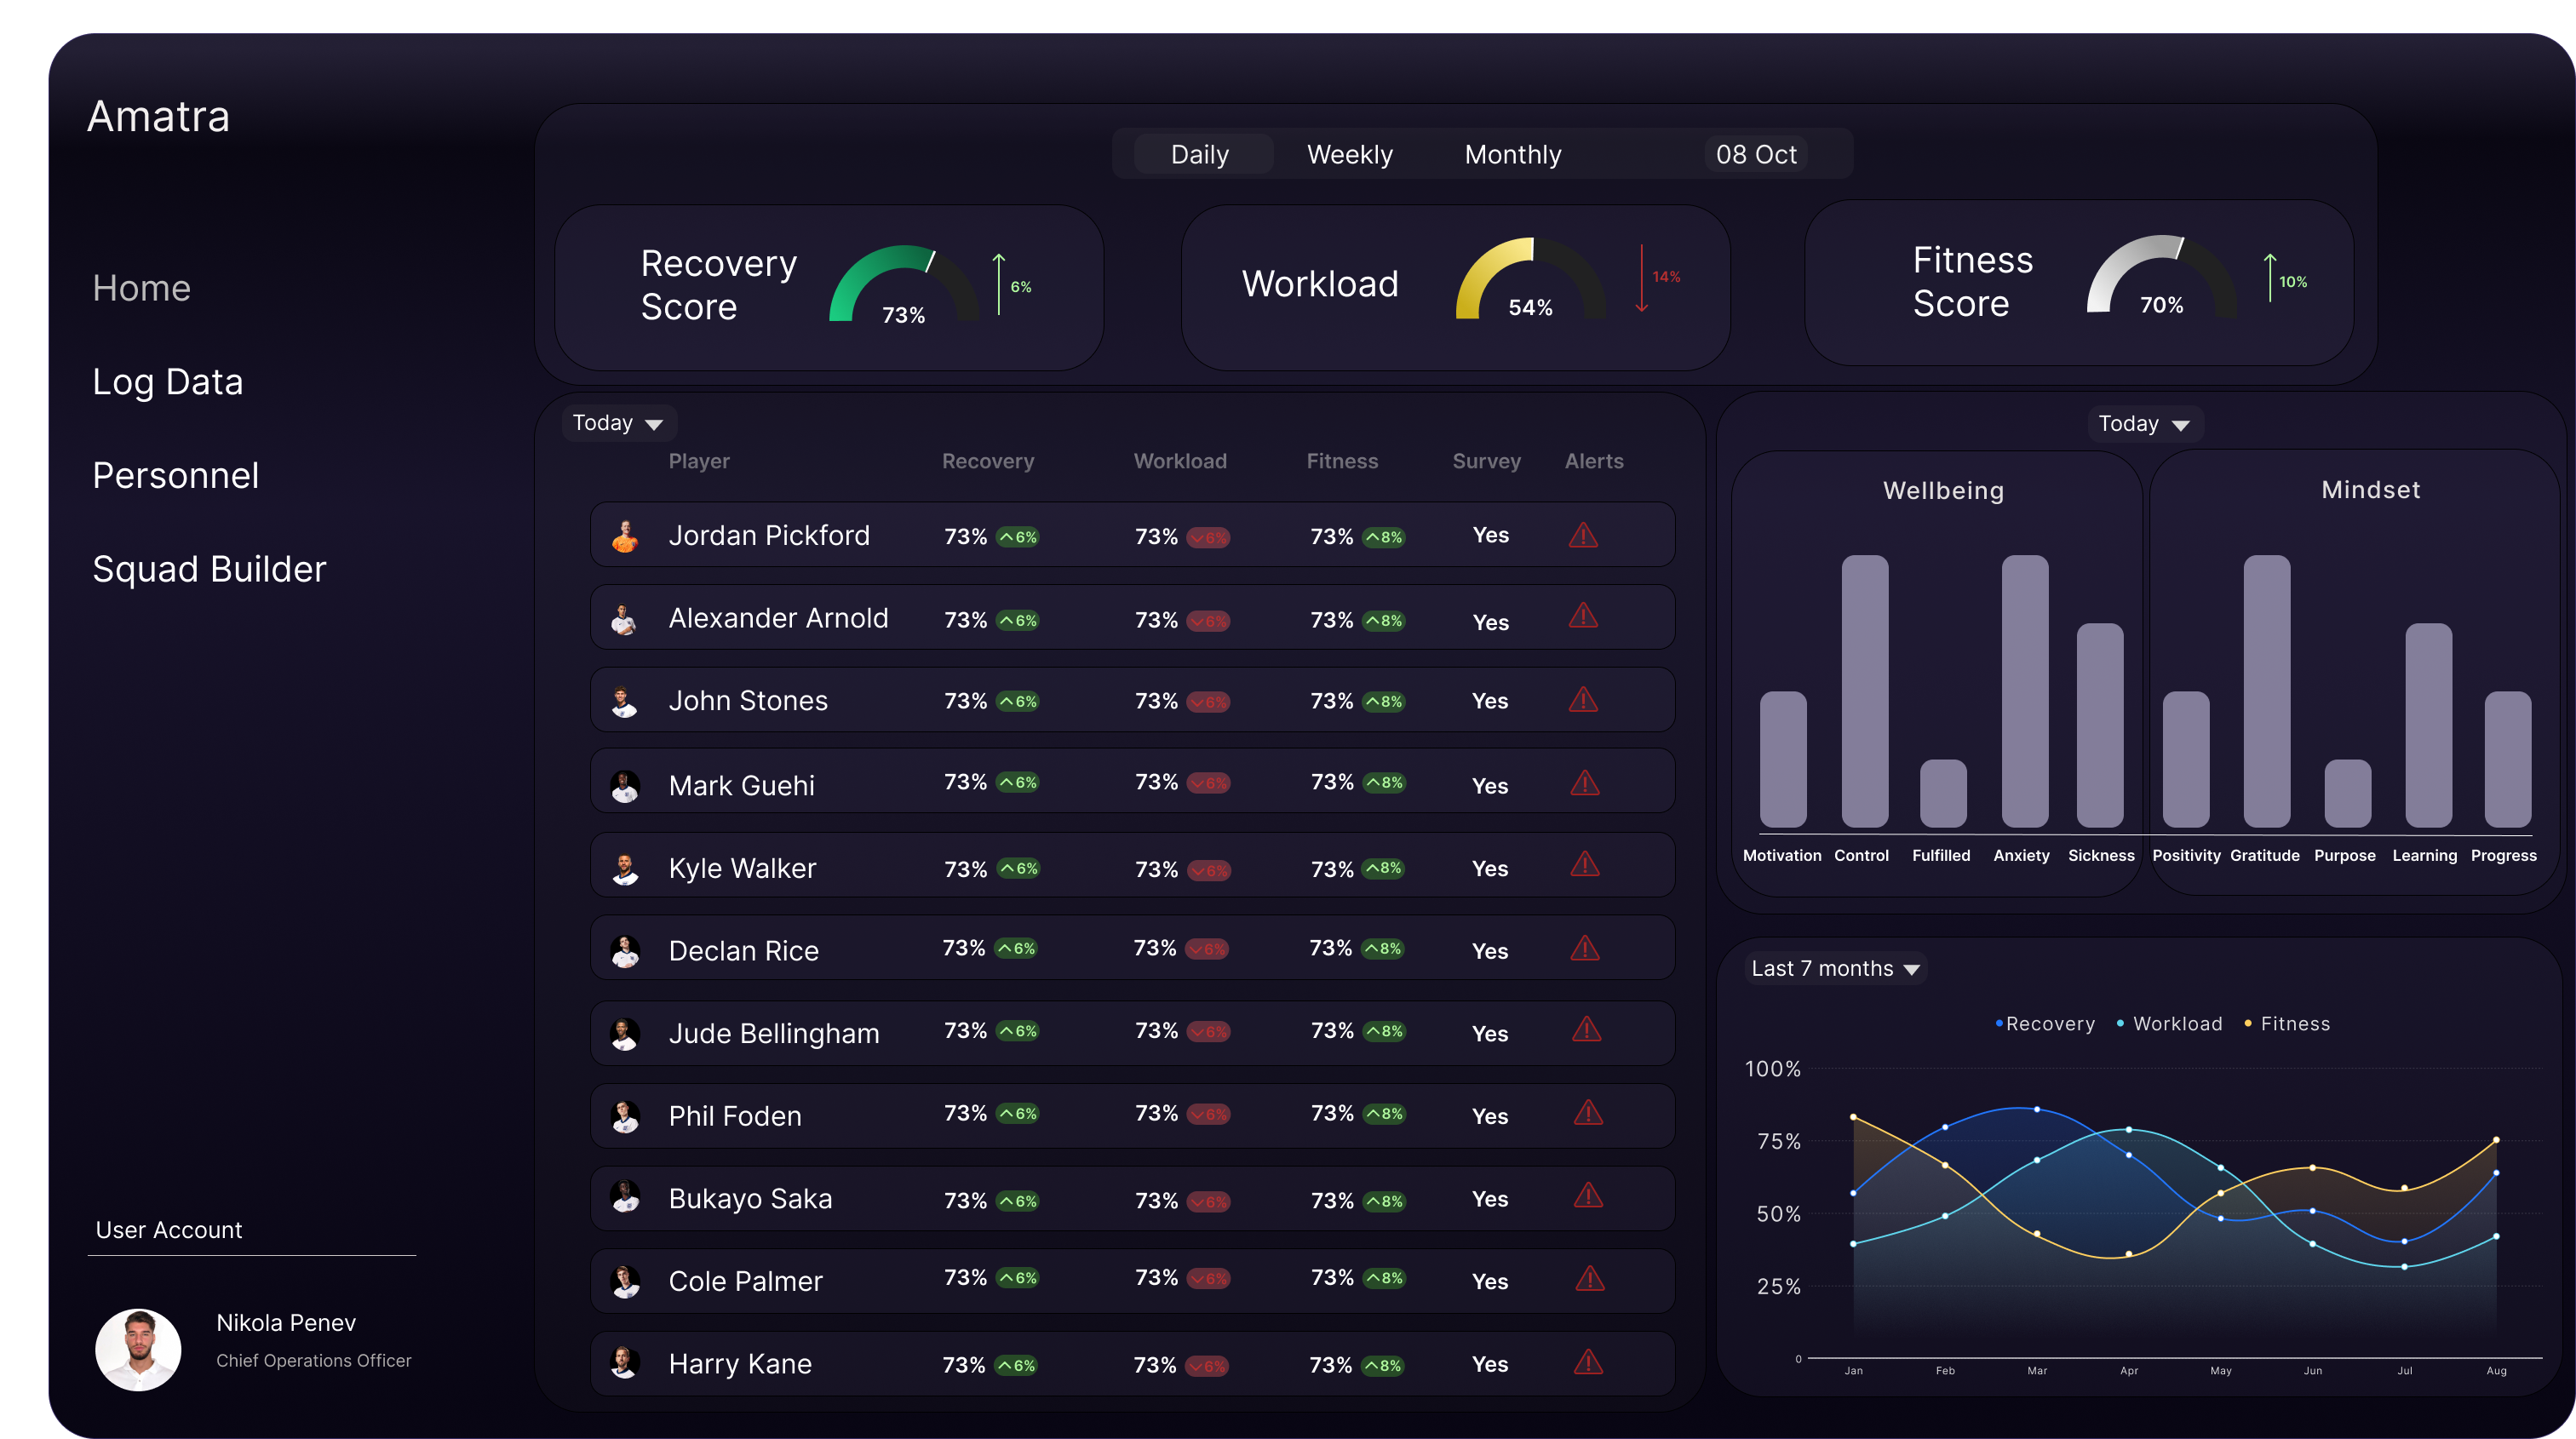 Amatra
Home
Log Data
Personnel
Squad Builder
User Account
Nikola Penev
Chief Operations Officer
Daily Weekly Monthly 08 Oct
Recovery
Score
73%
6%
Workload
54%
14%
Fitness
Score
70%
10%
Today
Player Recovery Workload Fitness Survey Alerts
Jordan Pickford 73% 6% 73% 6% 73% 8% Yes
Alexander Arnold 73% 6% 73% 6% 73% 8% Yes
John Stones 73% 6% 73% 6% 73% 8% Yes
Mark Guehi 73% 6% 73% 6% 73% 8% Yes
Kyle Walker 73% 6% 73% 6% 73% 8% Yes
Declan Rice 73% 6% 73% 6% 73% 8% Yes
Jude Bellingham 73% 6% 73% 6% 73% 8% Yes
Phil Foden 73% 6% 73% 6% 73% 8% Yes
Bukayo Saka 73% 6% 73% 6% 73% 8% Yes
Cole Palmer 73% 6% 73% 6% 73% 8% Yes
Harry Kane 73% 6% 73% 6% 73% 8% Yes
Today
Wellbeing
Motivation Control Fulfilled Anxiety Sickness
Mindset
Positivity Gratitude Purpose Learning Progress
Last 7 months
Recovery Workload Fitness
100%
75%
50%
25%
0
Jan Feb Mar Apr May Jun Jul Aug